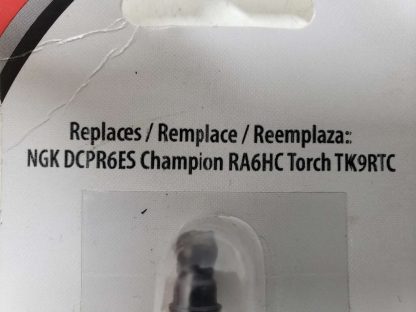 Replaces / Remplace / Reemplaza::
NGK DCPR6ES Champion RA6HC Torch TK9RTC